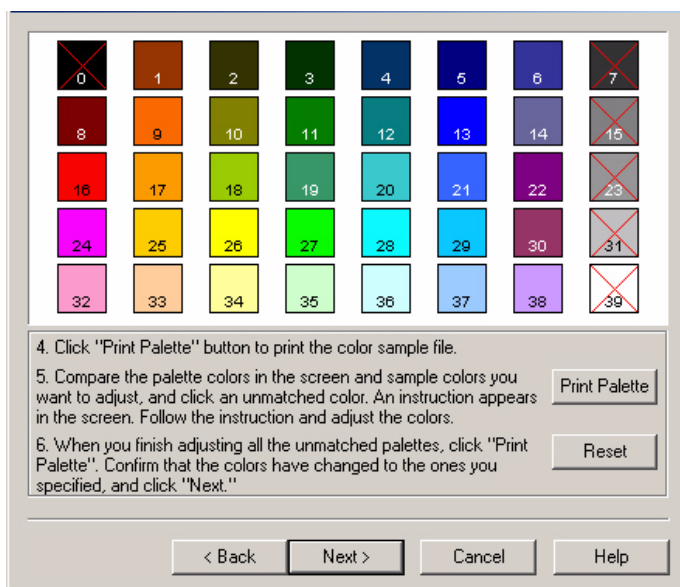 0 1 2 3 4 5 6 7
8 9 10 11 12 13 14 15
16 17 18 19 20 21 22 23
24 25 26 27 28 29 30 31
32 33 34 35 36 37 38 39
4. Click "Print Palette" button to print the color sample file.
5. Compare the palette colors in the screen and sample colors you
want to adjust, and click an unmatched color. An instruction appears
in the screen. Follow the instruction and adjust the colors.
Print Palette
6. When you finish adjusting all the unmatched palettes, click "Print
Palette". Confirm that the colors have changed to the ones you
specified, and click "Next."
Reset
< Back Next > Cancel Help